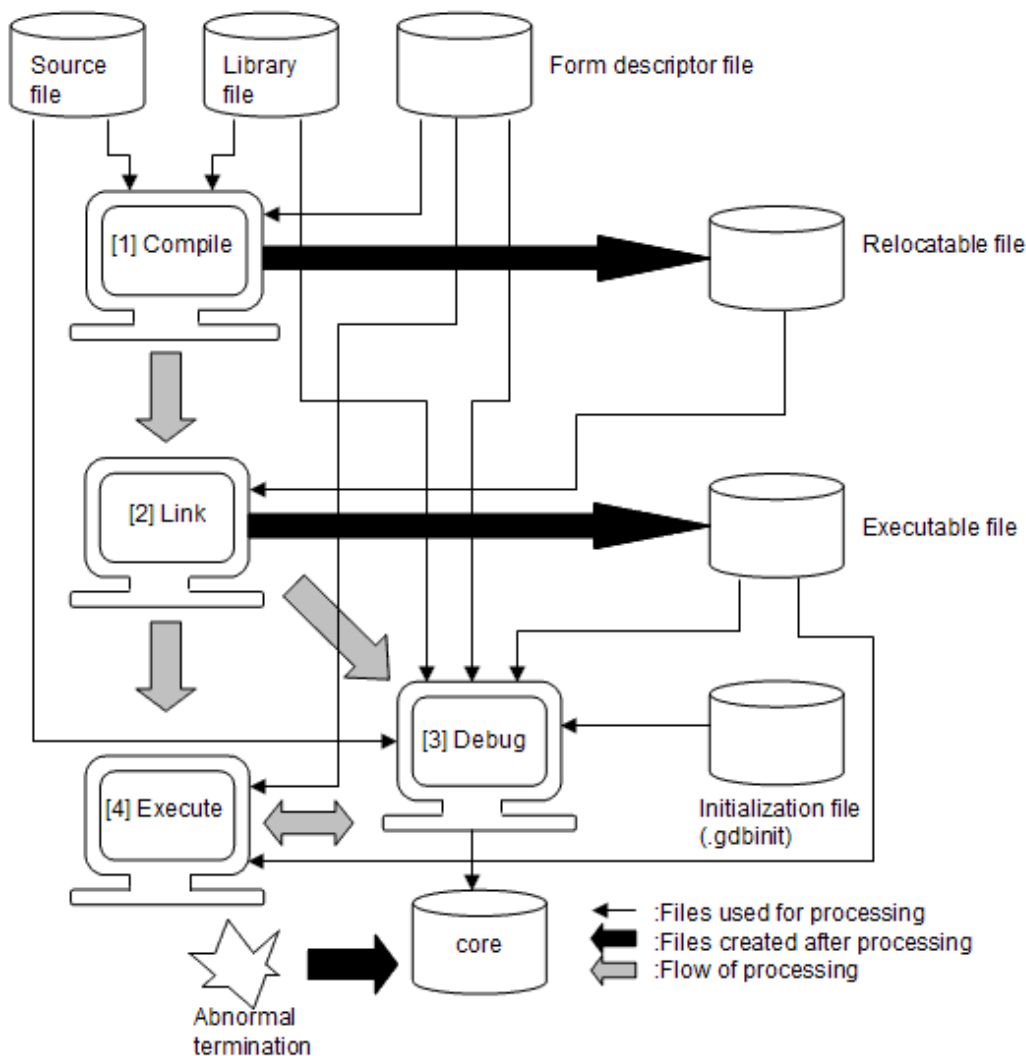 Source
file
Library
file
Form descriptor file
[1] Compile
Relocatable file
[2] Link
Executable file
[3] Debug
[4] Execute
Initialization file
(.gdbinit)
core
:Files used for processing
:Files created after processing
:Flow of processing
Abnormal
termination